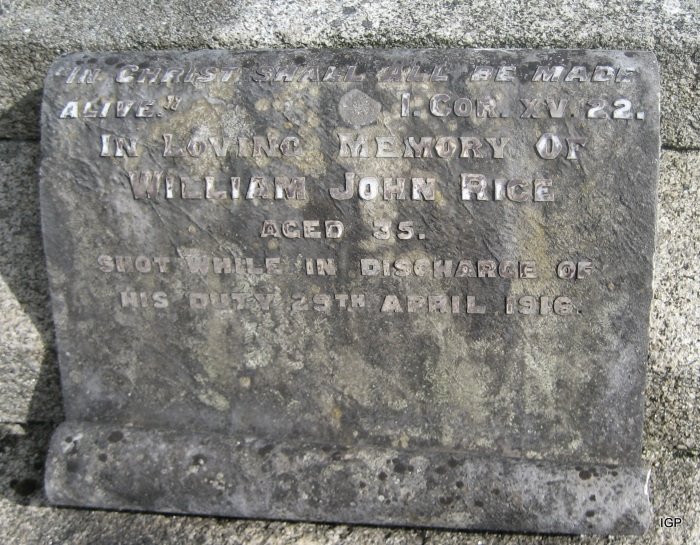 "IN CHRIST SHALL ALL BE MADE
ALIVE." I. COR. XV. 22.
IN LOVING MEMORY OF
WILLIAM JOHN RICE
AGED 35.
SHOT WHILE IN DISCHARGE OF
HIS DUTY 29TH APRIL 1916.
IGP